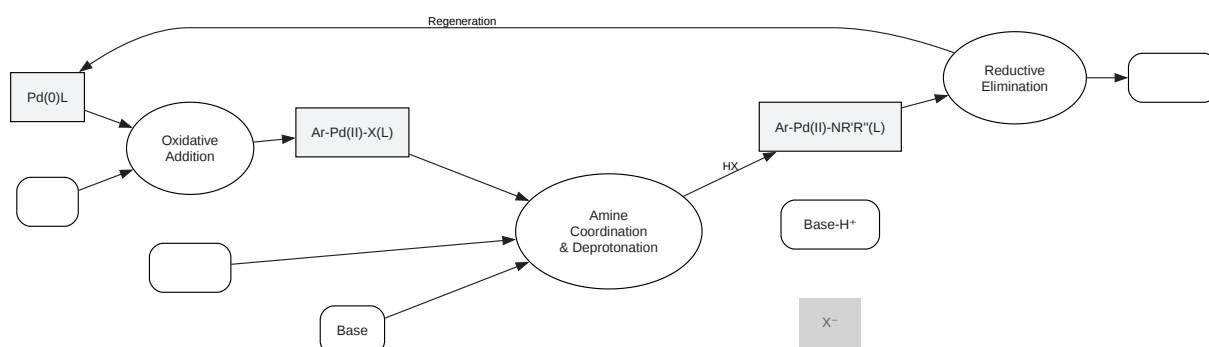 Regeneration
Pd(0)L
Oxidative
Addition
Ar-Pd(II)-X(L)
Amine
Coordination
& Deprotonation
Base
HX
Ar-Pd(II)-NR'R"(L)
Reductive
Elimination
Base-H⁺
X⁻